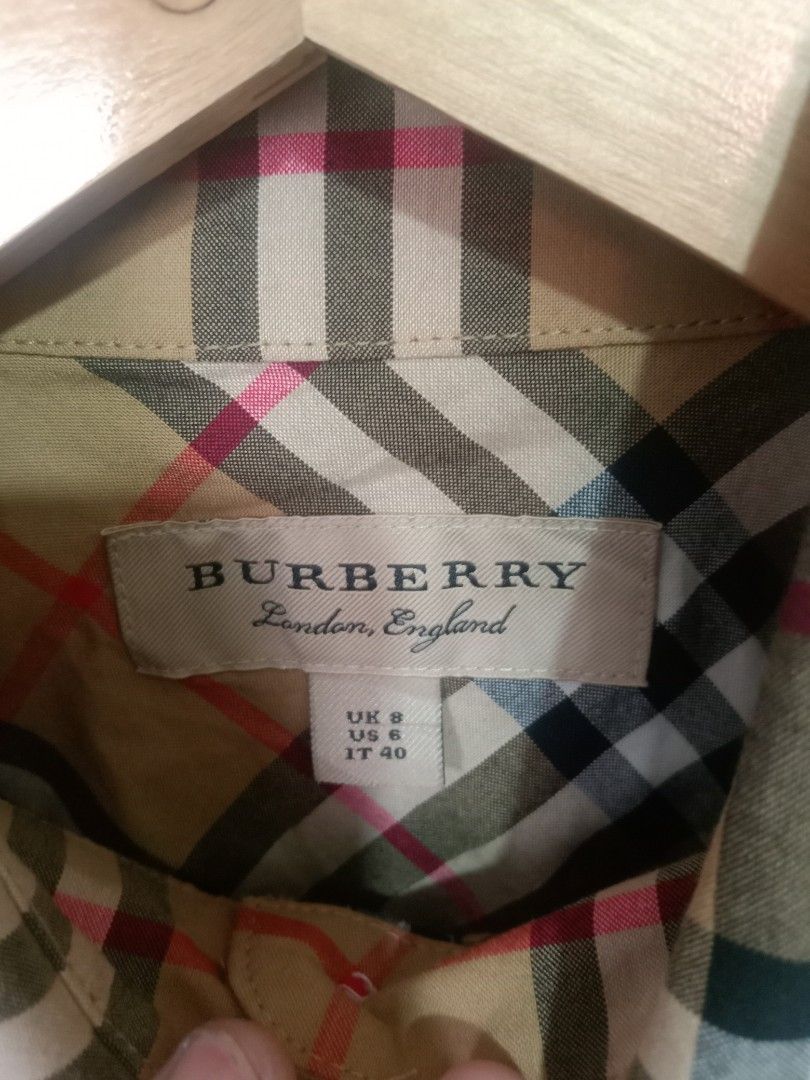 BURBERRY
London, England
UK 8
US 6
IT 40